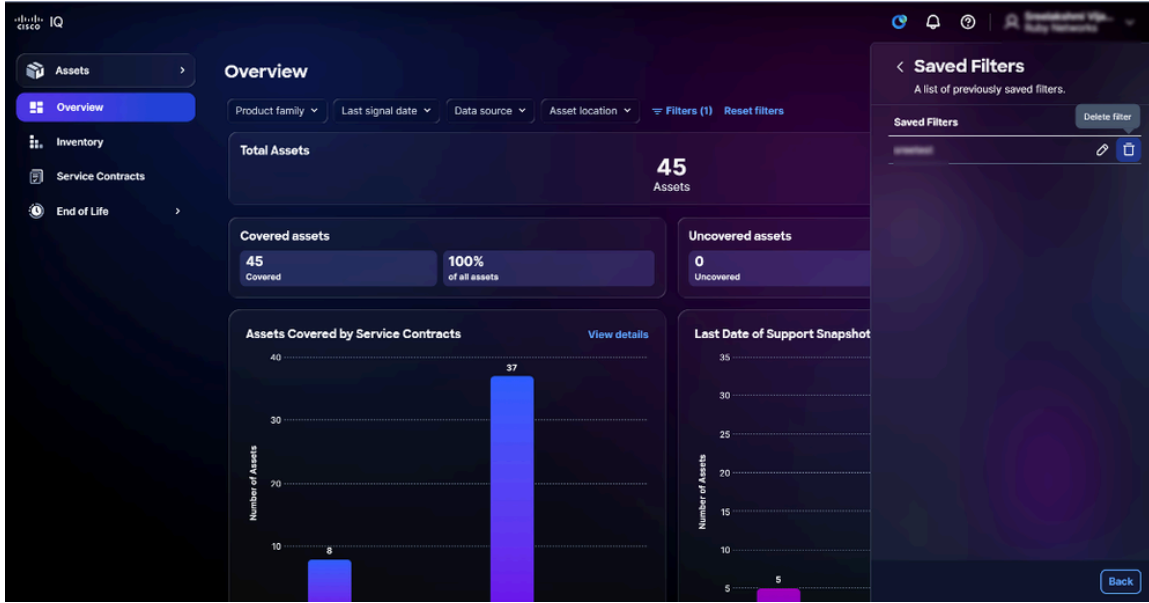 cisco IQ
Assets
Overview
Inventory
Service Contracts
End of Life
Overview
Product family
Last signal date
Data source
Asset location
Filters (1)
Reset filters
Total Assets
45
Assets
Covered assets
45
Covered
100%
of all assets
Uncovered assets
0
Uncovered
Assets Covered by Service Contracts
View details
Number of Assets
40
30
20
10
8
37
Last Date of Support Snapshot
Number of Assets
35
30
25
20
15
10
5
5
Saved Filters
A list of previously saved filters.
Saved Filters
Delete filter
Back